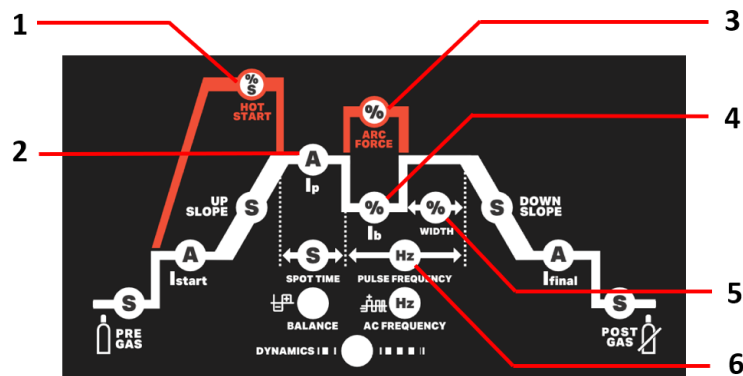 1
3
%
S
HOT
START
%
ARC
FORCE
4
2
A
Ip
UP
SLOPE
S
%
Ib
%
WIDTH
S
DOWN
SLOPE
A
Istart
S
SPOT TIME
Hz
PULSE FREQUENCY
A
Ifinal
5
S
PRE
GAS
BALANCE
Hz
AC FREQUENCY
S
POST
GAS
DYNAMICS
6